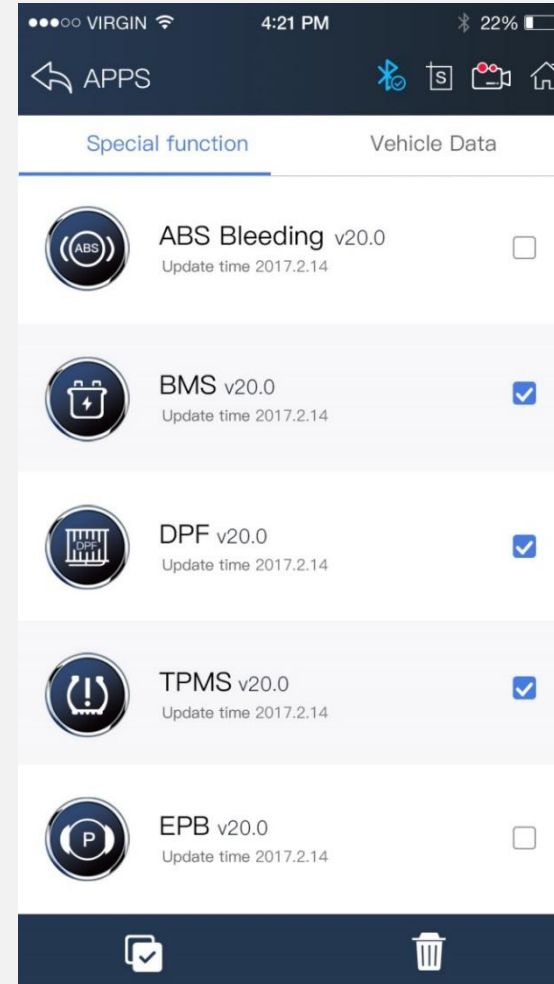 VIRGIN 4:21 PM 22%
APPS S
Special function Vehicle Data
ABS
ABS Bleeding v20.0
Update time 2017.2.14
BMS v20.0
Update time 2017.2.14
DPF
DPF v20.0
Update time 2017.2.14
TPMS v20.0
Update time 2017.2.14
P
EPB v20.0
Update time 2017.2.14